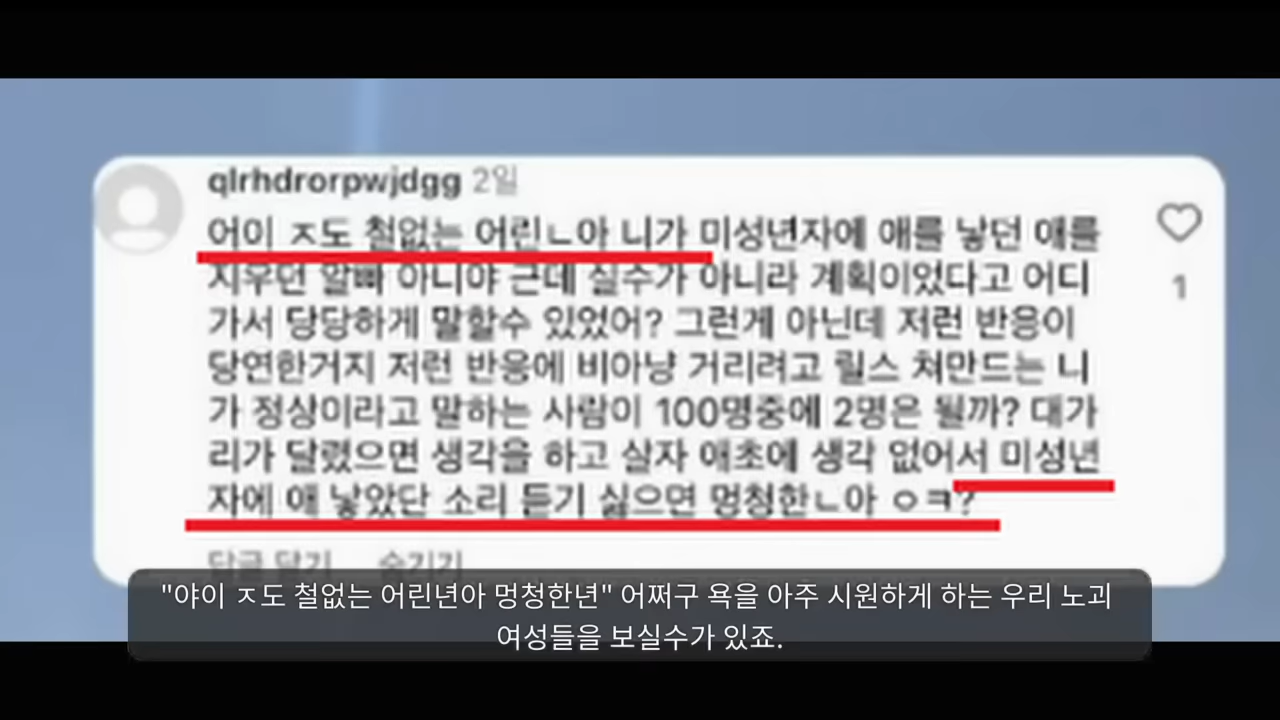 qlrhdrorpwjdgg 2일
어이 ㅈ도 철없는 어린ㄴ아 니가 미성년자에 애를 낳던 애를
지우던 알빠 아니야 근데 실수가 아니라 계획이었다고 어디
가서 당당하게 말할수 있었어? 그런게 아닌데 저런 반응이
당연한거지 저런 반응에 비아냥 거리려고 릴스 쳐만드는 니
가 정상이라고 말하는 사람이 100명중에 2명은 될까? 대가
리가 달렸으면 생각을 하고 살자 애초에 생각 없어서 미성년
자에 애 낳았단 소리 듣기 싫으면 멍청한ㄴ아 ㅇㅋ?
1
답글 달기 숨기기
"야이 ㅈ도 철없는 어린년아 멍청한년" 어쩌구 욕을 아주 시원하게 하는 우리 노괴
여성들을 보실수가 있죠.